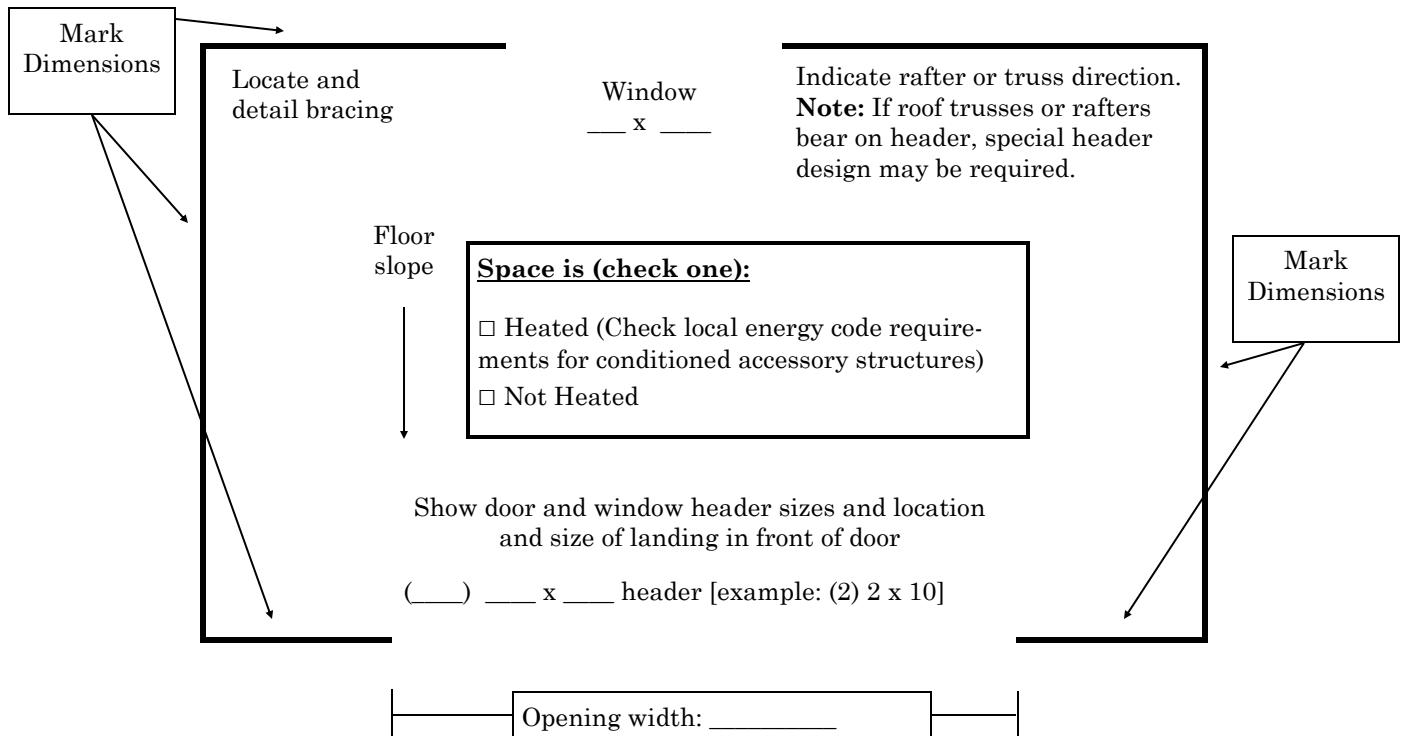 Mark
Dimensions
Locate and
detail bracing
Window
___ x ____
Indicate rafter or truss direction.
Note: If roof trusses or rafters
bear on header, special header
design may be required.
Floor
slope
Space is (check one):
□ Heated (Check local energy code require-
ments for conditioned accessory structures)
□ Not Heated
Mark
Dimensions
Show door and window header sizes and location
and size of landing in front of door
(____) ____ x ____ header [example: (2) 2 x 10]
Opening width: __________